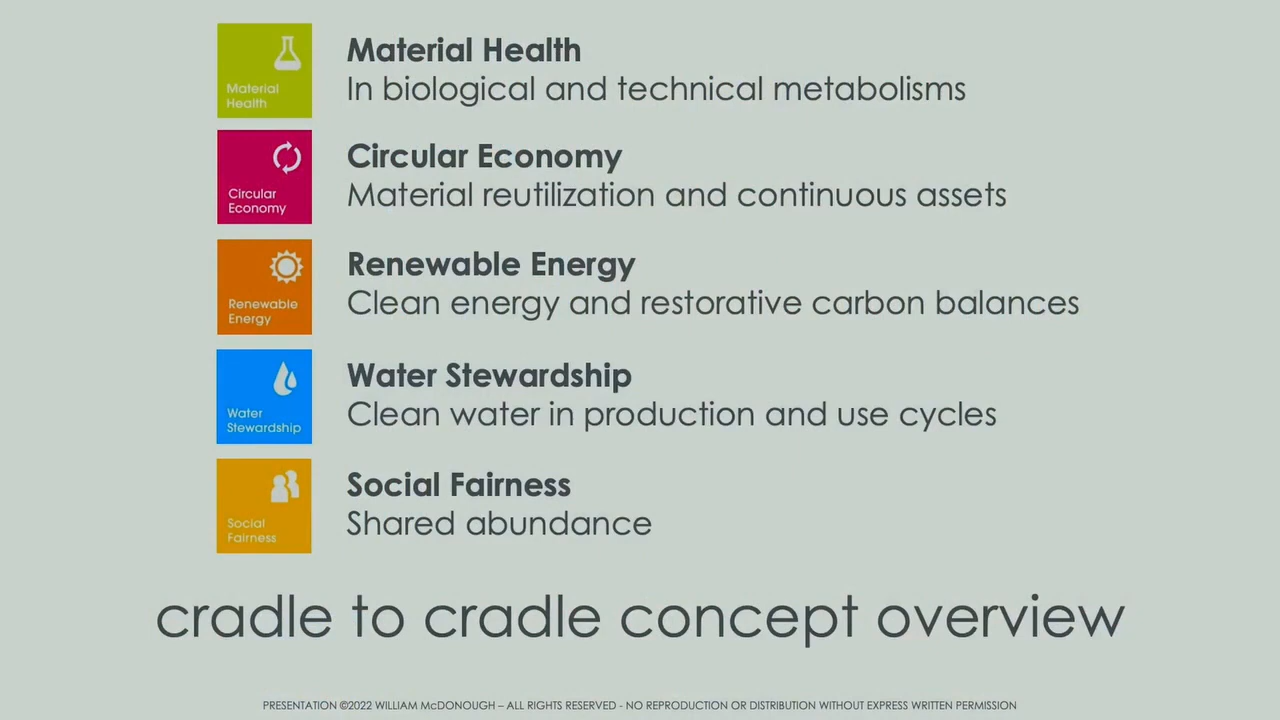 Material
Health
Material Health
In biological and technical metabolisms
Circular
Economy
Circular Economy
Material reutilization and continuous assets
Renewable
Energy
Renewable Energy
Clean energy and restorative carbon balances
Water
Stewardship
Water Stewardship
Clean water in production and use cycles
Social
Fairness
Social Fairness
Shared abundance
cradle to cradle concept overview
PRESENTATION ©2022 WILLIAM McDONOUGH – ALL RIGHTS RESERVED - NO REPRODUCTION OR DISTRIBUTION WITHOUT EXPRESS WRITTEN PERMISSION